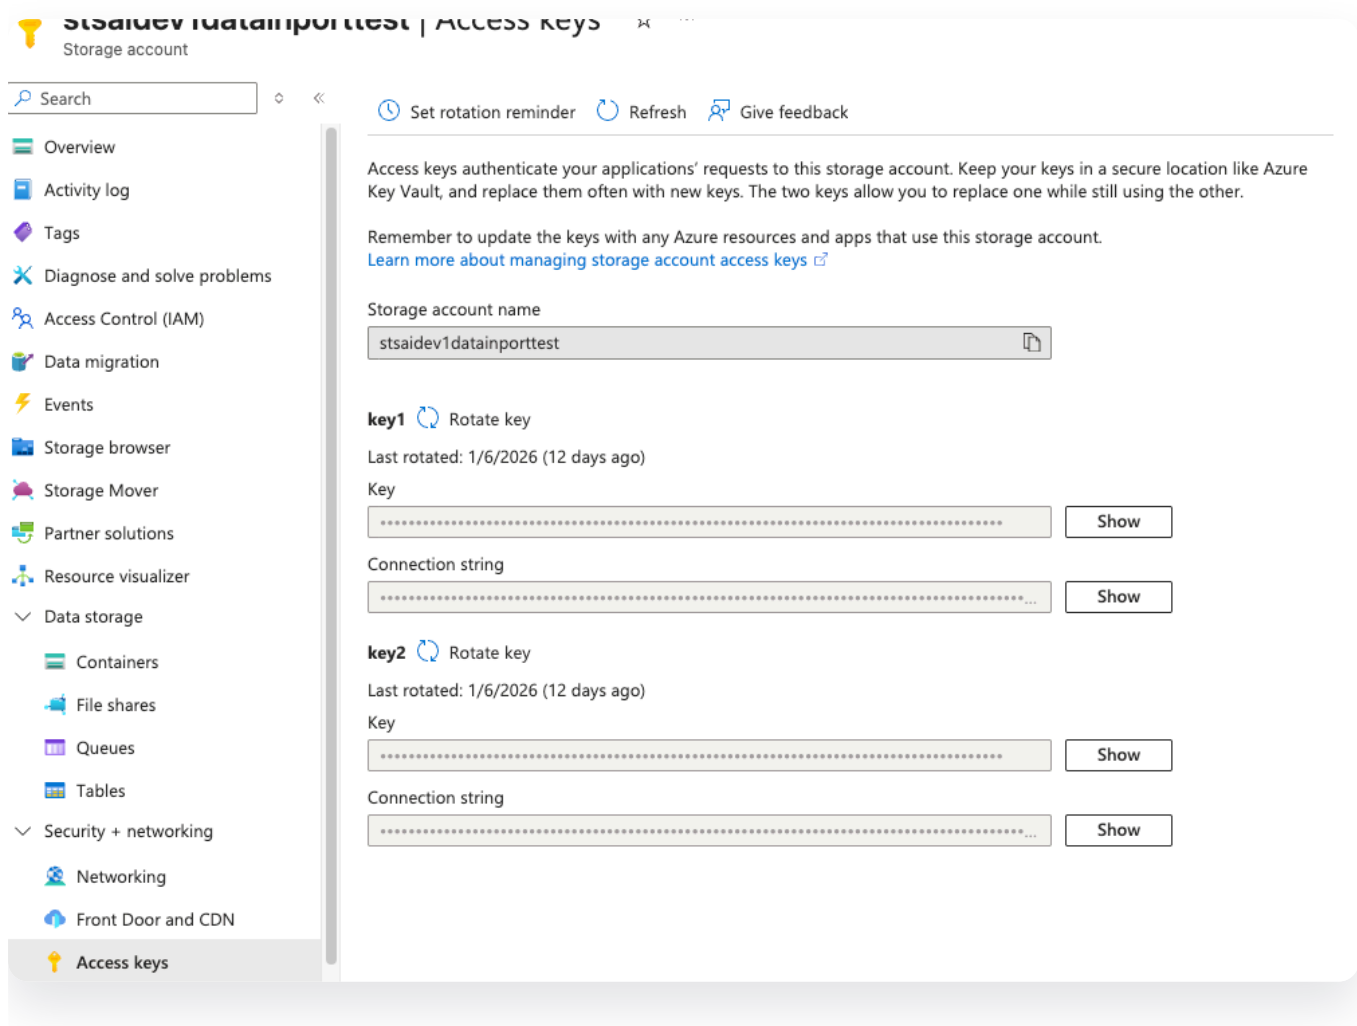 stsaidev1datainporttest | Access keys
Storage account
Search
Overview
Activity log
Tags
Diagnose and solve problems
Access Control (IAM)
Data migration
Events
Storage browser
Storage Mover
Partner solutions
Resource visualizer
Data storage
Containers
File shares
Queues
Tables
Security + networking
Networking
Front Door and CDN
Access keys
Set rotation reminder
Refresh
Give feedback
Access keys authenticate your applications' requests to this storage account. Keep your keys in a secure location like Azure
Key Vault, and replace them often with new keys. The two keys allow you to replace one while still using the other.
Remember to update the keys with any Azure resources and apps that use this storage account.
Learn more about managing storage account access keys
Storage account name
stsaidev1datainporttest
key1 Rotate key
Last rotated: 1/6/2026 (12 days ago)
Key
Show
Connection string
Show
key2 Rotate key
Last rotated: 1/6/2026 (12 days ago)
Key
Show
Connection string
Show